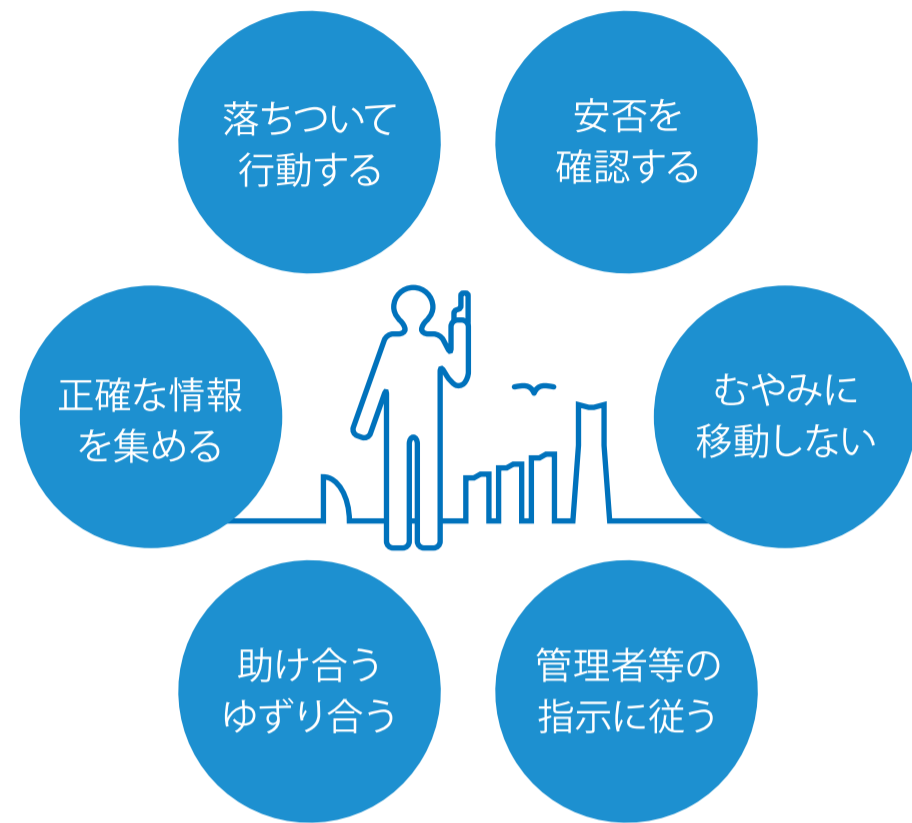 落ちついて
行動する
安否を
確認する
正確な情報
を集める
むやみに
移動しない
助け合う
ゆずり合う
管理者等の
指示に従う